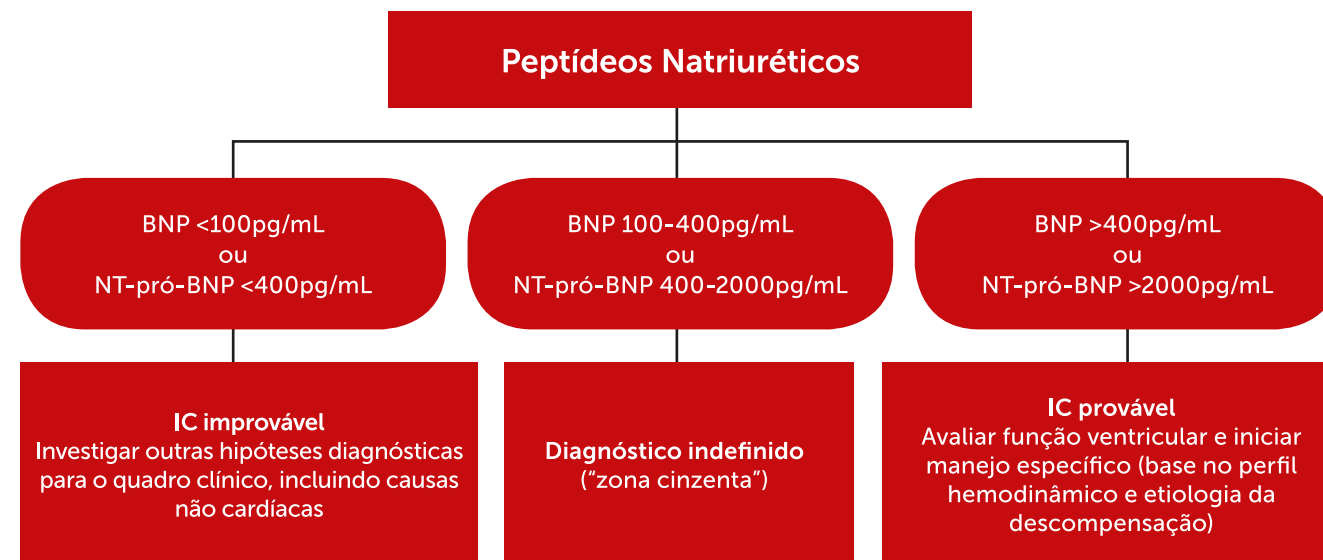 Peptídeos Natriuréticos
BNP <100pg/mL
ou
NT-pró-BNP <400pg/mL
BNP 100-400pg/mL
ou
NT-pró-BNP 400-2000pg/mL
BNP >400pg/mL
ou
NT-pró-BNP >2000pg/mL
IC improvável
Investigar outras hipóteses diagnósticas
para o quadro clínico, incluindo causas
não cardíacas
Diagnóstico indefinido
(“zona cinzenta”)
IC provável
Avaliar função ventricular e iniciar
manejo específico (base no perfil
hemodinâmico e etiologia da
descompensação)